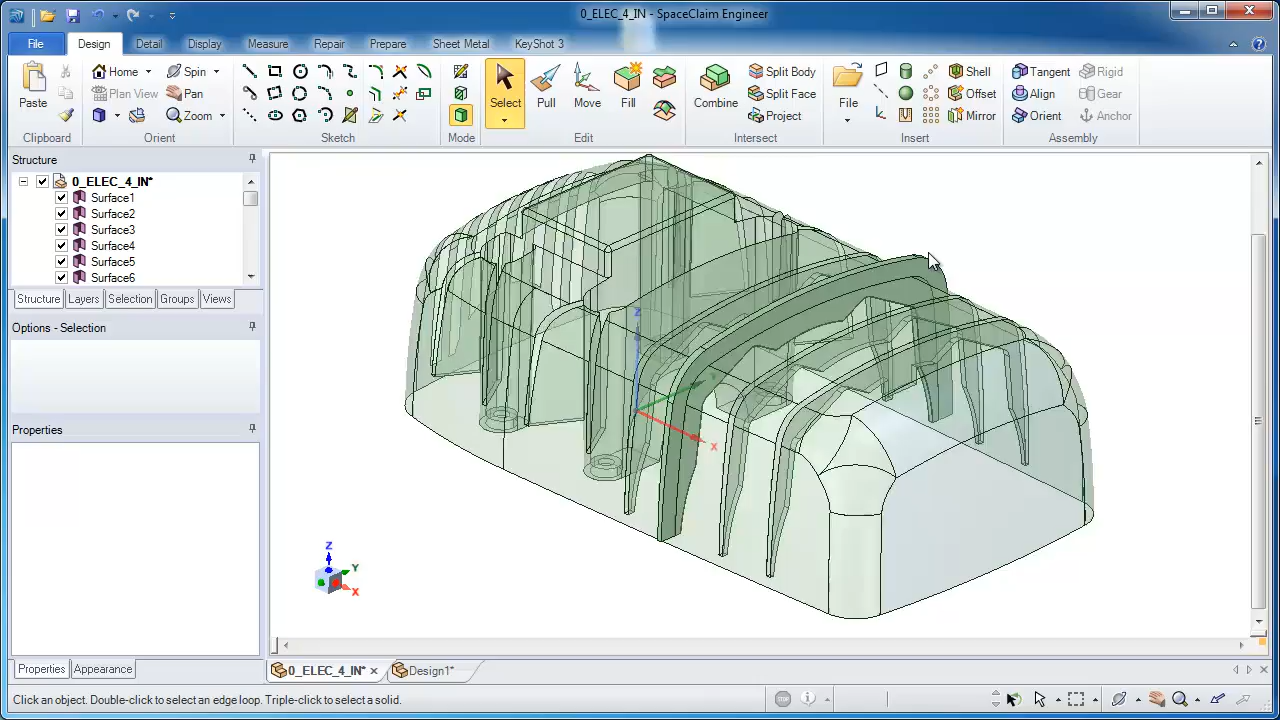 0_ELEC_4_IN - SpaceClaim Engineer
File Design Detail Display Measure Repair Prepare Sheet Metal KeyShot 3
Home Spin Split Body Shell Tangent Rigid
Plan View Pan Split Face Offset Align Gear
Paste Select Pull Move Fill Combine File
Zoom Project Mirror Orient Anchor
Clipboard Orient Sketch Mode Edit Intersect Insert Assembly
Structure
0_ELEC_4_IN*
Surface1
Surface2
Surface3
Surface4
Surface5
Surface6
Structure Layers Selection Groups Views
Options - Selection
Properties
Z
Y
X
Z
Y
X
Properties Appearance
0_ELEC_4_IN* Design1*
Click an object. Double-click to select an edge loop. Triple-click to select a solid.